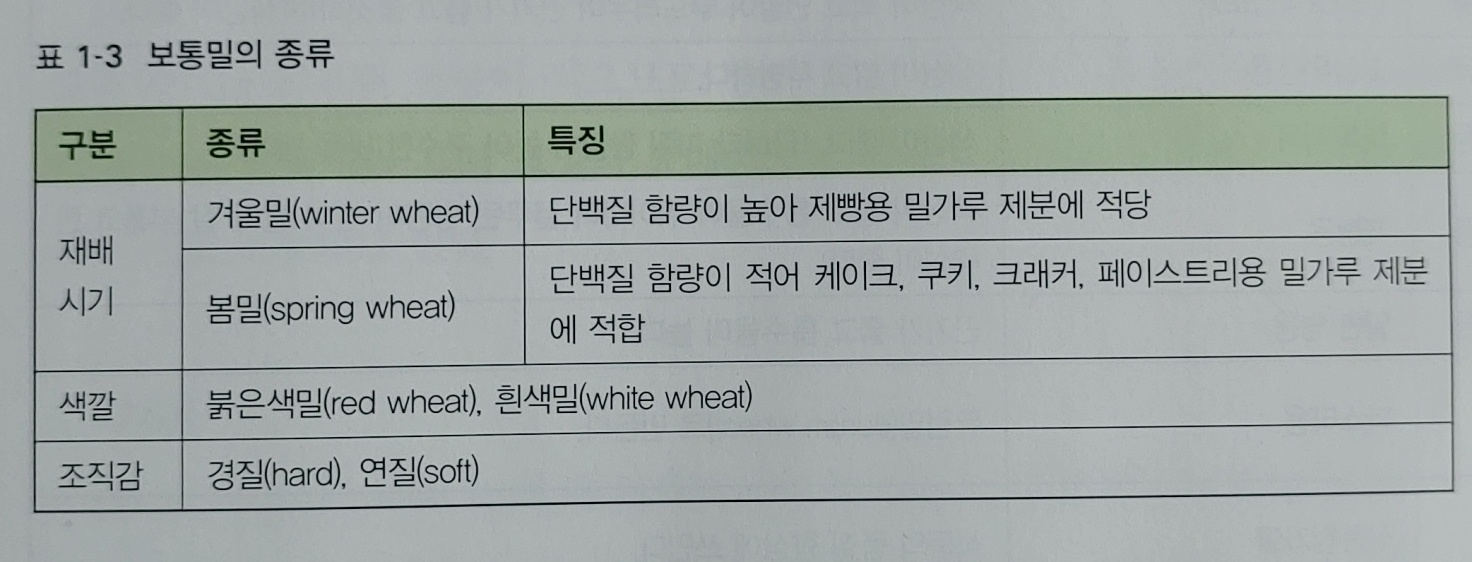 표 1-3 보통밀의 종류
구분 종류 특징
재배 시기
겨울밀(winter wheat) 단백질 함량이 높아 제빵용 밀가루 제분에 적당
봄밀(spring wheat) 단백질 함량이 적어 케이크, 쿠키, 크래커, 페이스트리용 밀가루 제분
에 적합
색깔 붉은색밀(red wheat), 흰색밀(white wheat)
조직감 경질(hard), 연질(soft)